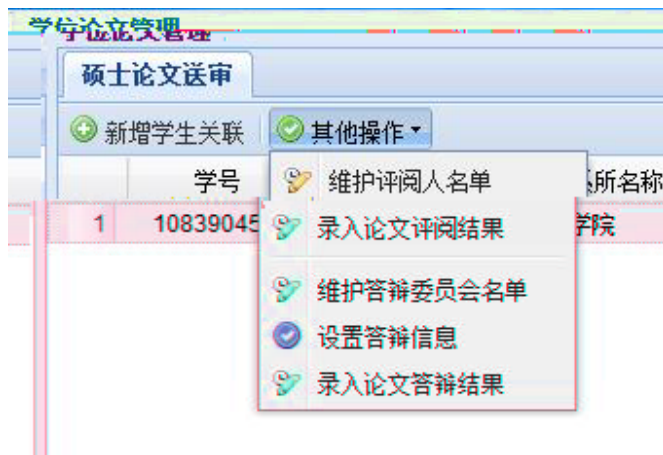 学位论文管理
硕士论文送审
新增学生关联 其他操作
学号 系所名称
维护评阅人名单
1 10839045 学院
录入论文评阅结果
维护答辩委员会名单
设置答辩信息
录入论文答辩结果